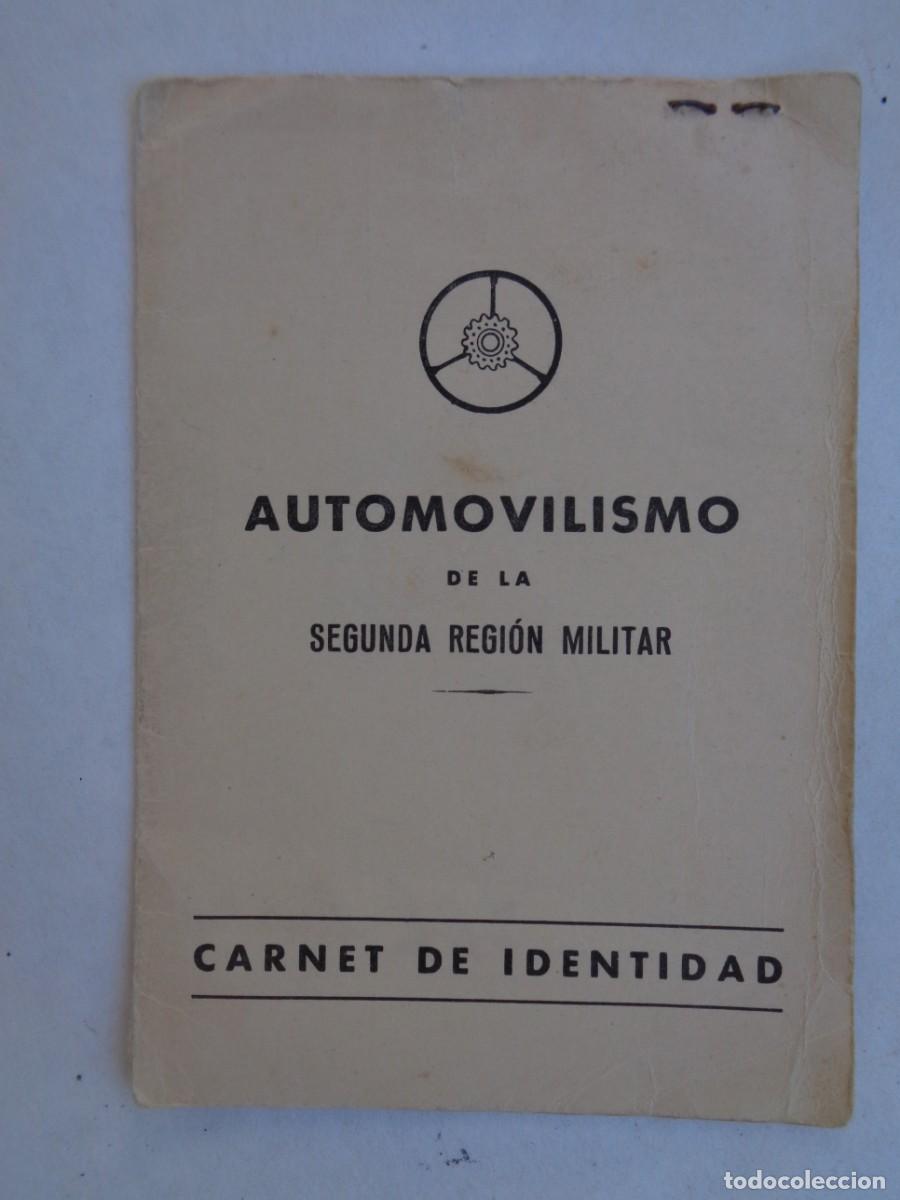 AUTOMOVILISMO
DE LA
SEGUNDA REGIÓN MILITAR
CARNET DE IDENTIDAD
todocoleccion